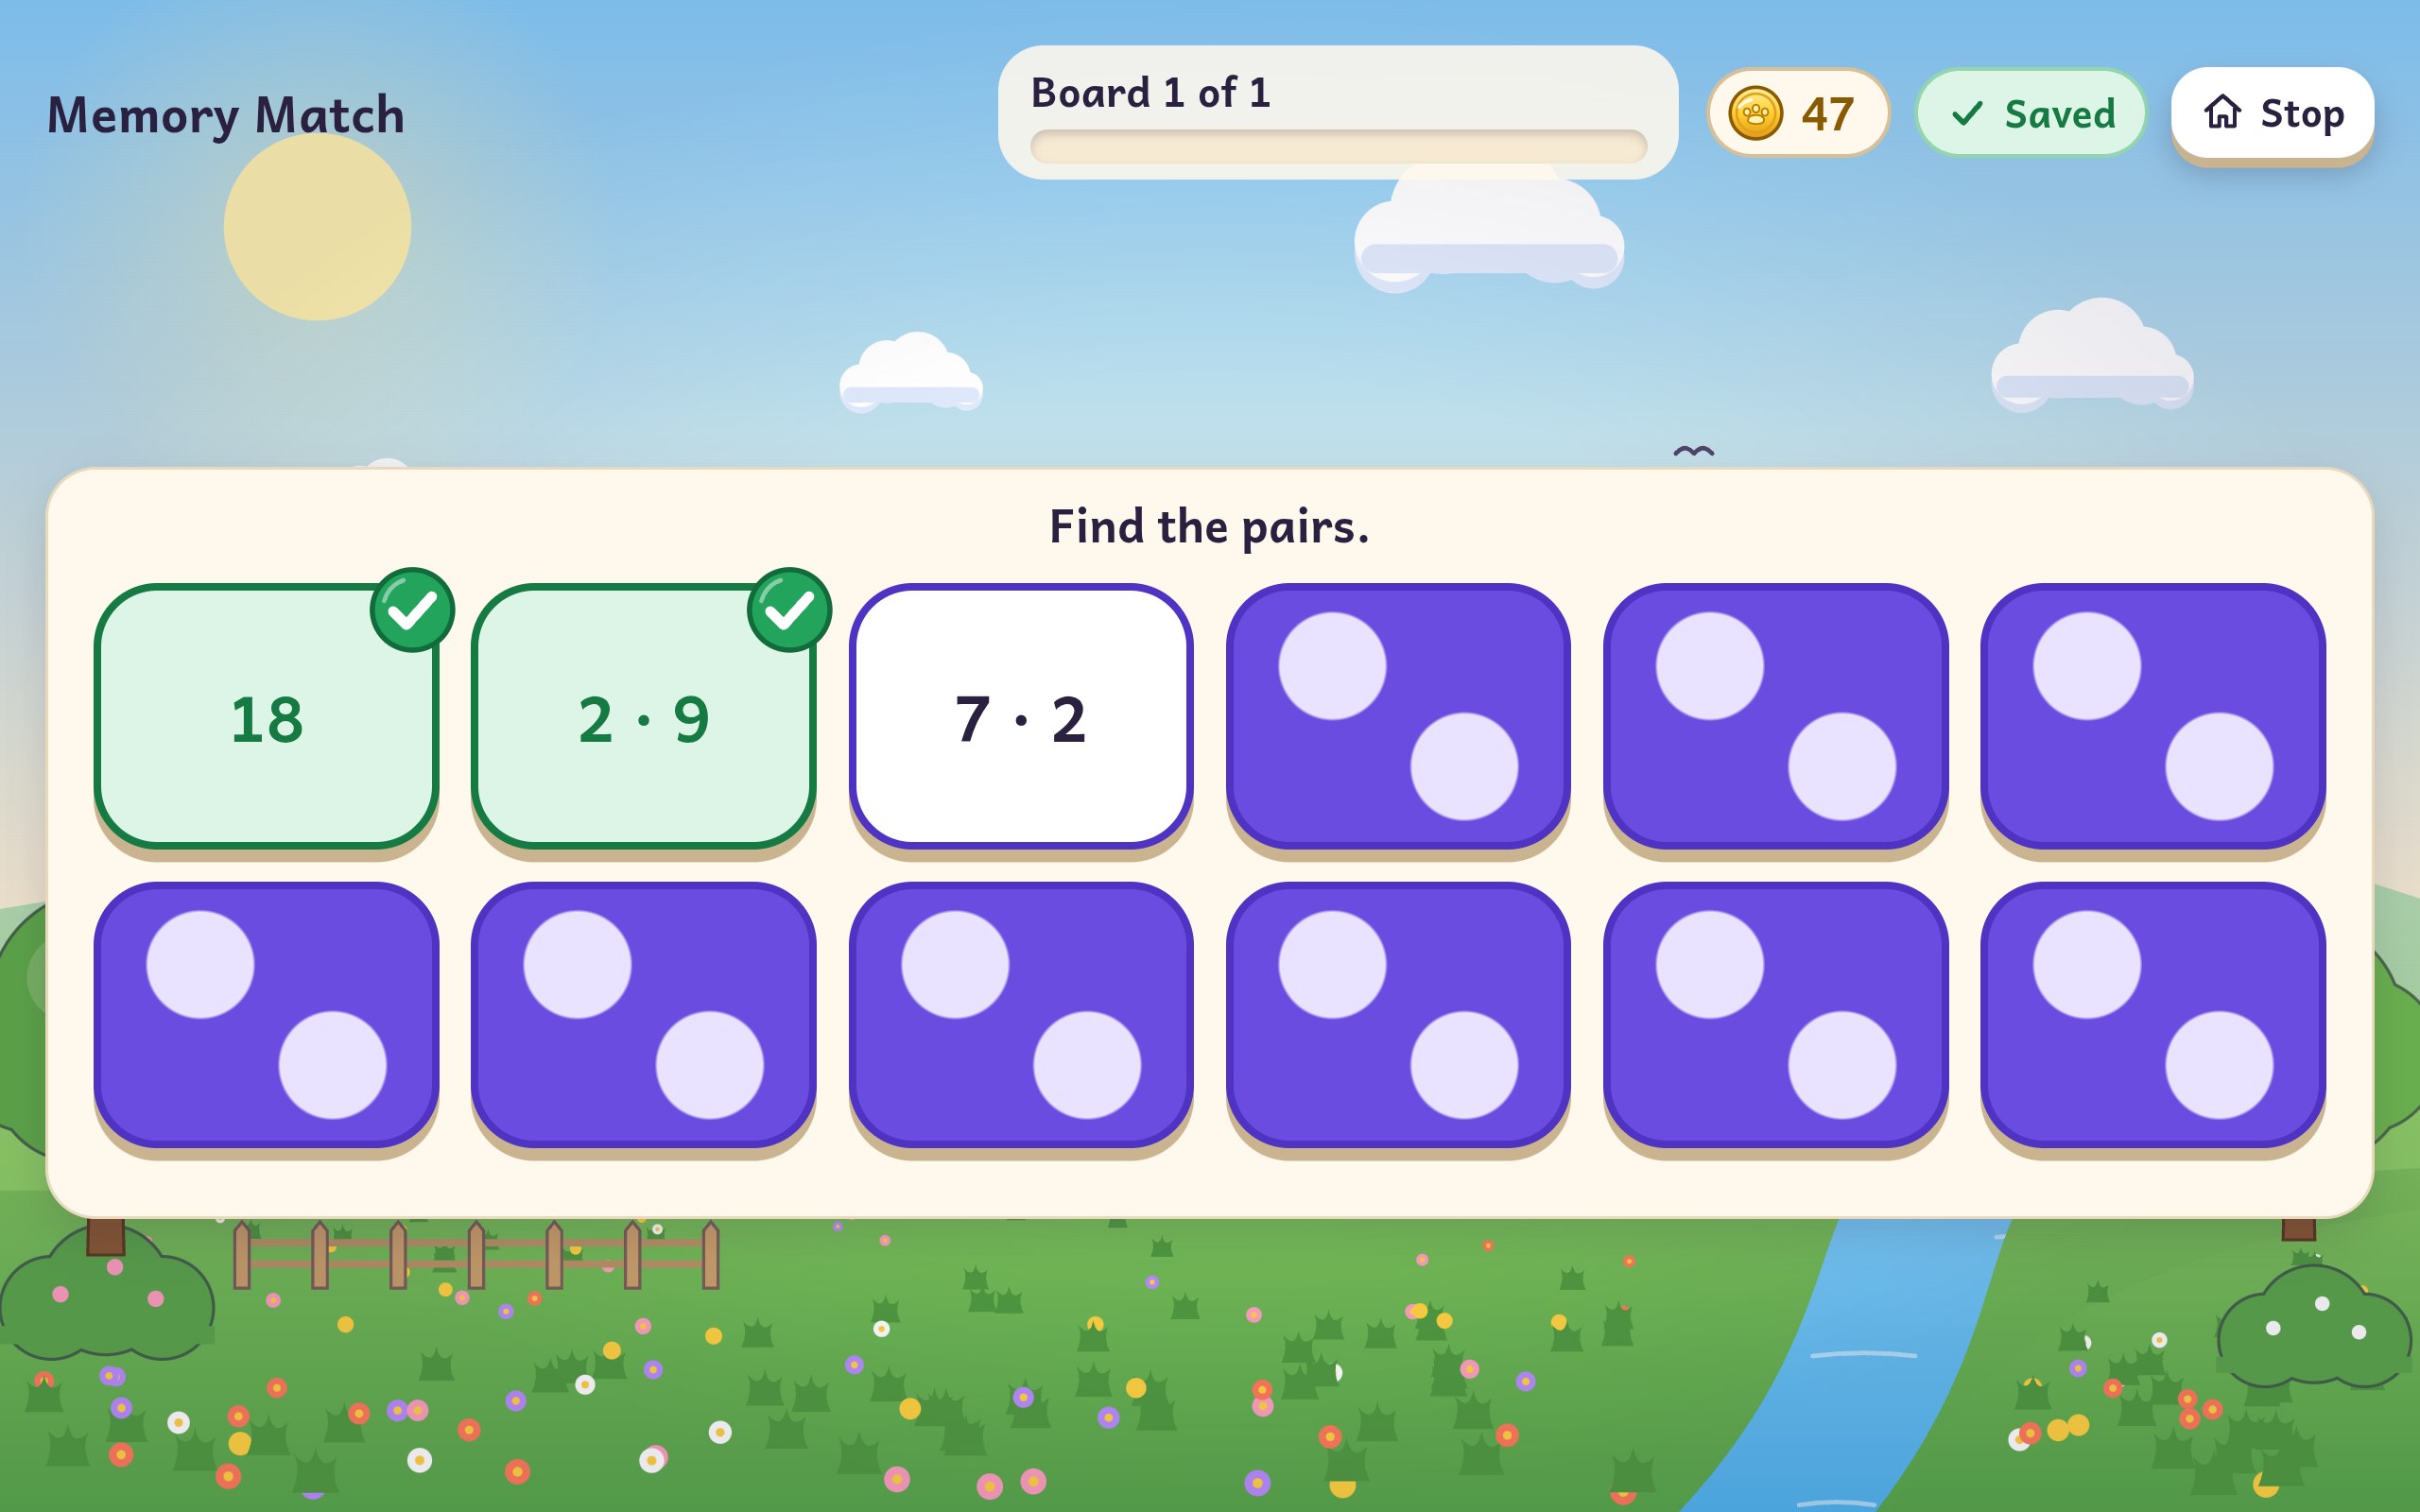 Memory Match
Board 1 of 1
47
Saved
Stop
Find the pairs.
18
2 · 9
7 · 2